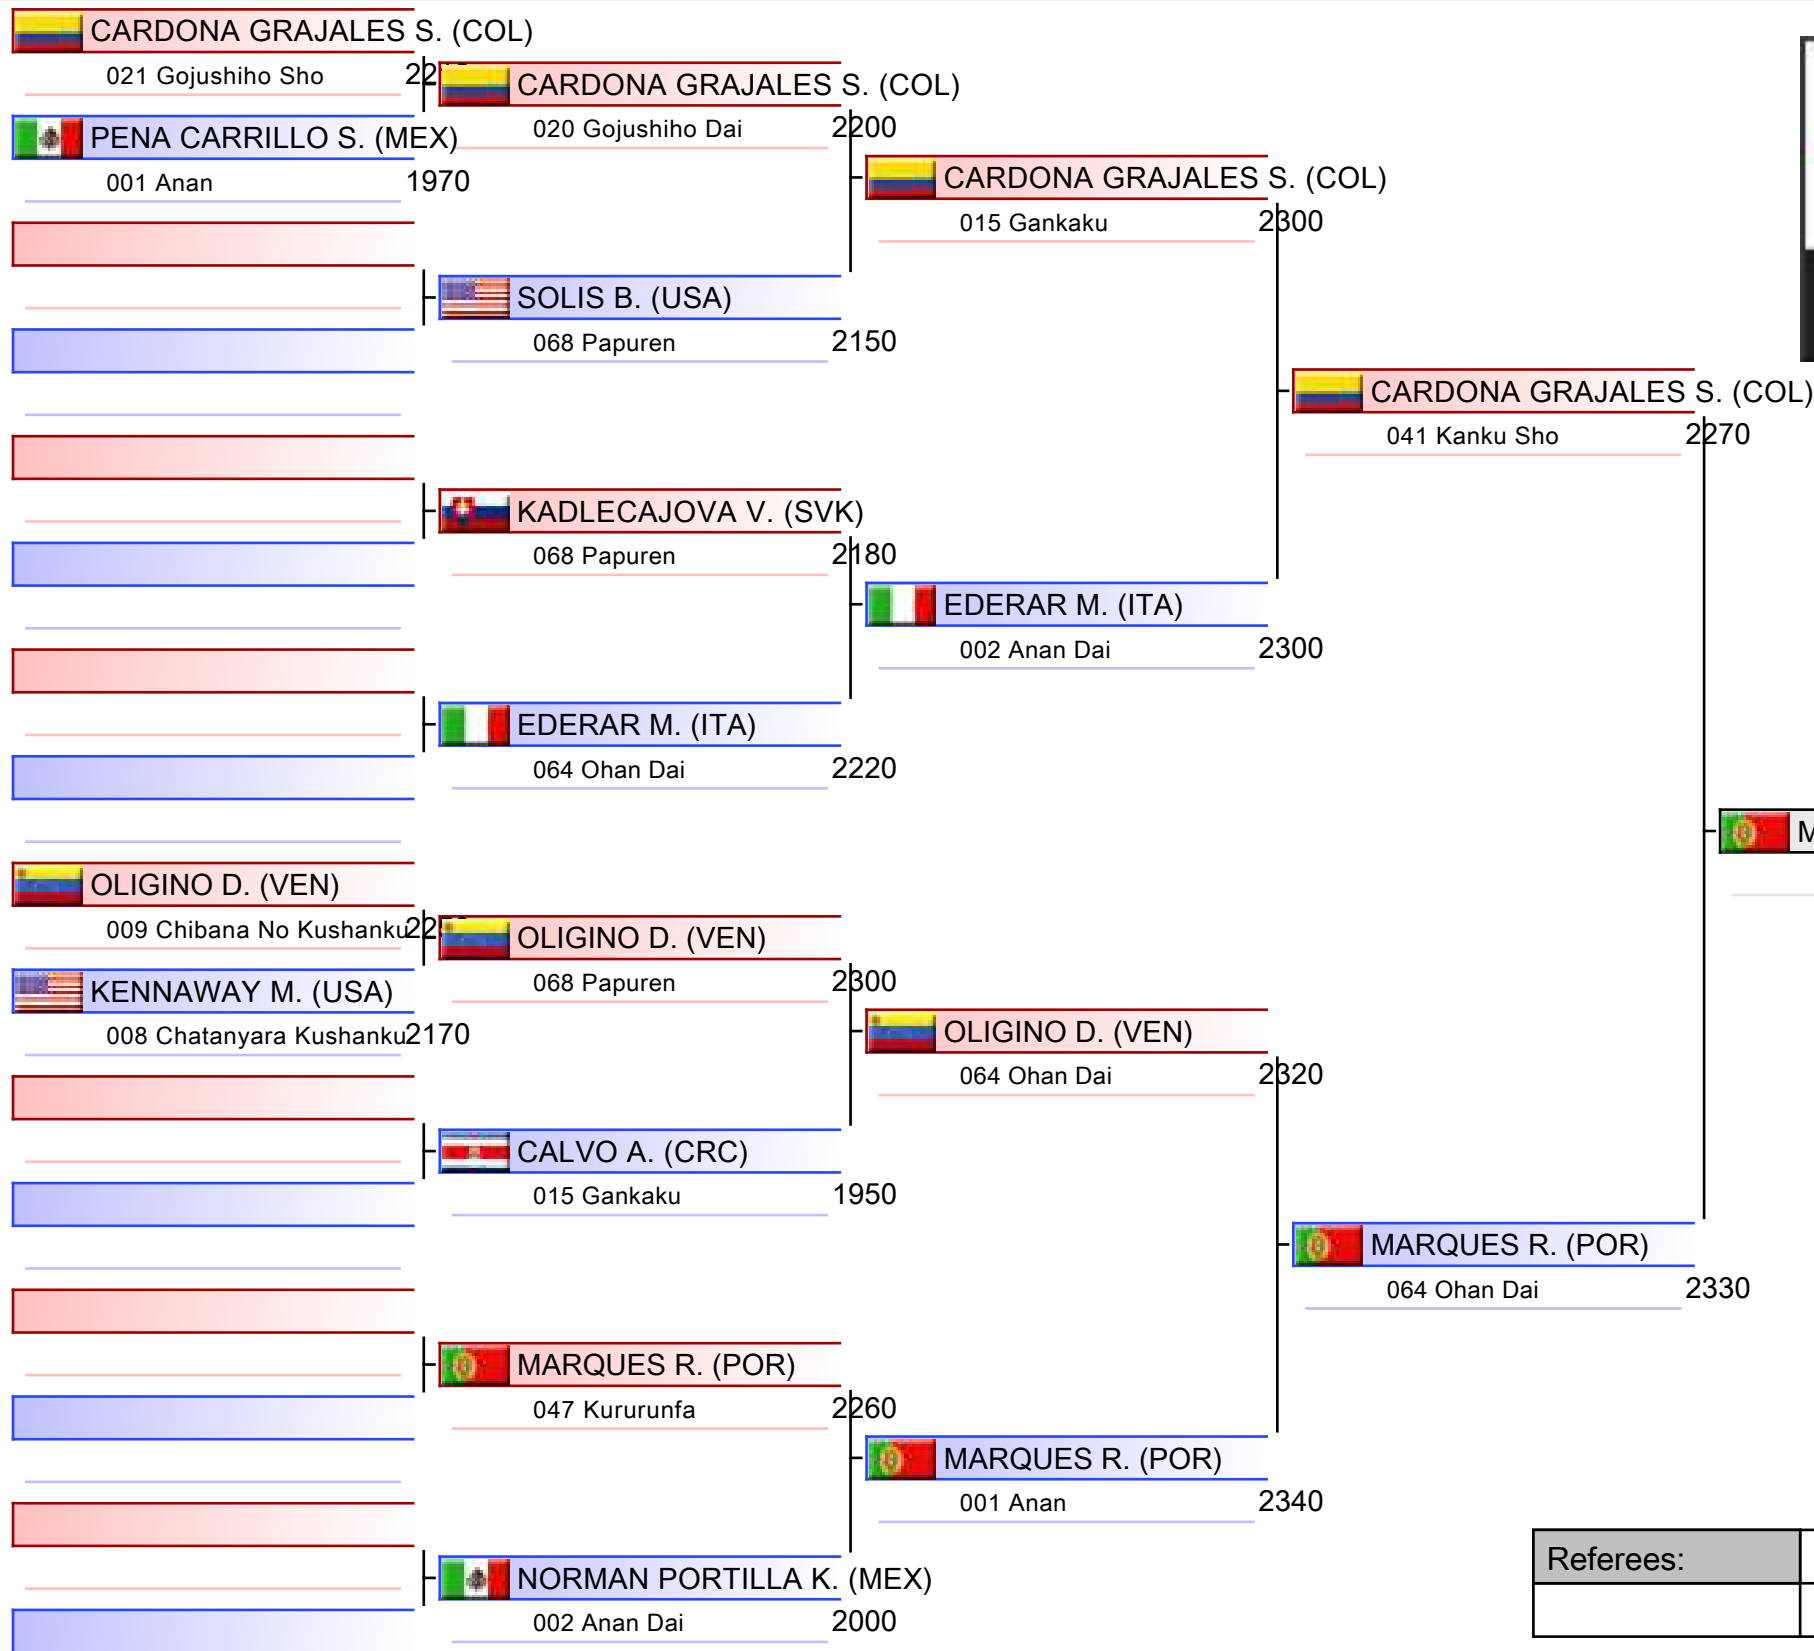 CARDONA GRAJALES S. (COL)
021 Gojushiho Sho
PENA CARRILLO S. (MEX)
001 Anan 1970
OLIGINO D. (VEN)
009 Chibana No Kushanku
KENNAWAY M. (USA)
008 Chatanyara Kushanku 2170
CARDONA GRAJALES S. (COL)
020 Gojushiho Dai 2200
SOLIS B. (USA)
068 Papuren 2150
KADLECAJOVA V. (SVK)
068 Papuren 2180
EDERAR M. (ITA)
064 Ohan Dai 2220
OLIGINO D. (VEN)
068 Papuren 2300
CALVO A. (CRC)
015 Gankaku 1950
MARQUES R. (POR)
047 Kururunfa 2260
NORMAN PORTILLA K. (MEX)
002 Anan Dai 2000
CARDONA GRAJALES S. (COL)
015 Gankaku 2300
EDERAR M. (ITA)
002 Anan Dai 2300
OLIGINO D. (VEN)
064 Ohan Dai 2320
MARQUES R. (POR)
001 Anan 2340
CARDONA GRAJALES S. (COL)
041 Kanku Sho 2270
MARQUES R. (POR)
064 Ohan Dai 2330
Referees: